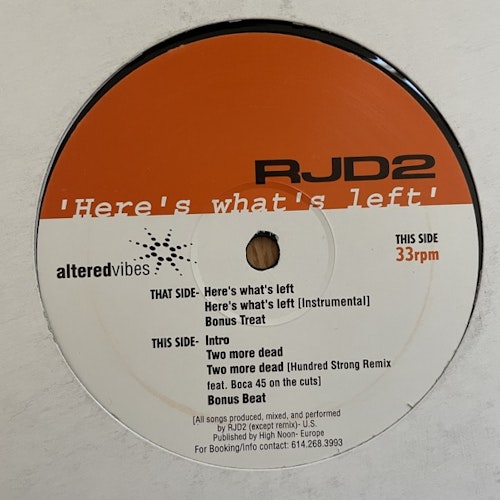 RJD2
'Here's what's left'
alteredvibes
THIS SIDE
33rpm
THAT SIDE- Here's what's left
Here's what's left [Instrumental]
Bonus Treat
THIS SIDE- Intro
Two more dead
Two more dead [Hundred Strong Remix
feat. Boca 45 on the cuts]
Bonus Beat
[All songs produced, mixed, and performed
by RJD2 (except remix)- U.S.
Published by High Noon- Europe
For Booking/Info contact: 614.268.3993